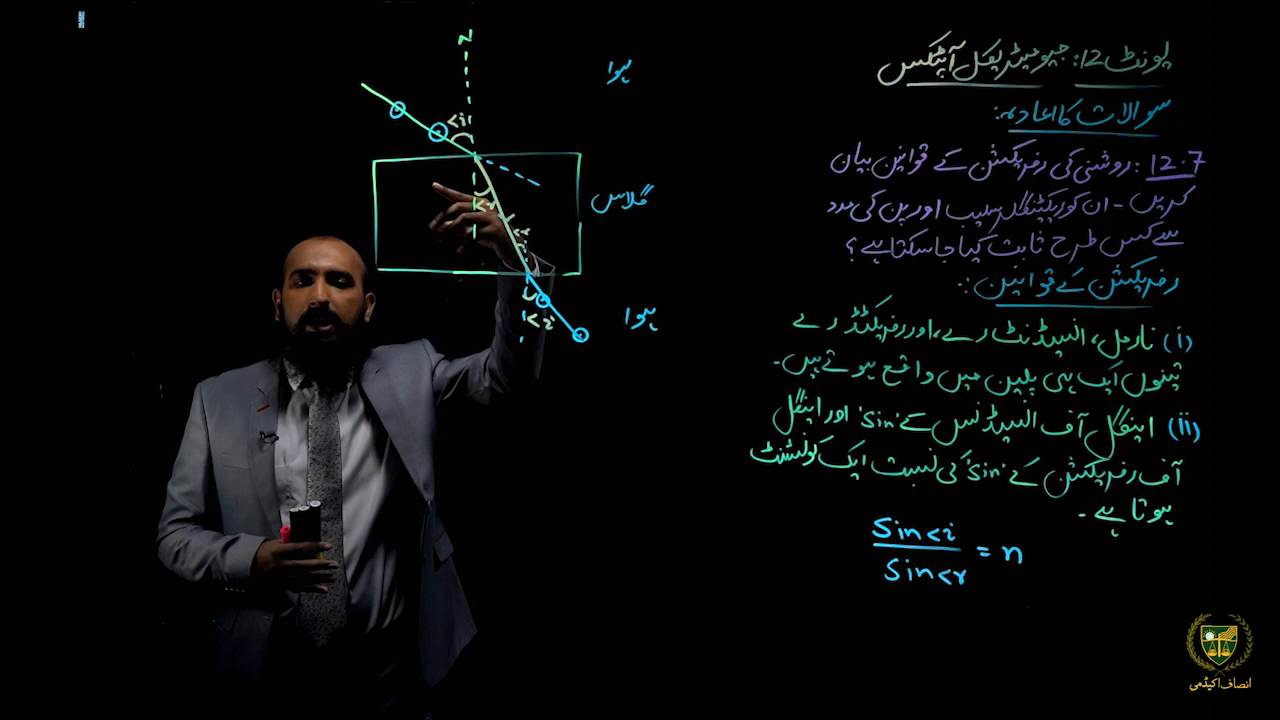 یونٹ 12: جیومیٹریکل آپٹکس
سوالات کا اعادہ:
12.7: روشنی کی رفریکشن کے قوانین بیان
کریں - ان کو ریکٹینگلر سلیب اور پن کی مدد
سے کس طرح ثابت کیا جا سکتا ہے؟
رفریکشن کے قوانین:
(i) نارمل، انسیڈنٹ رے، اور رفریکٹڈ رے
تینوں ایک ہی پلین میں واقع ہوتے ہیں۔
(ii) اینگل آف انسیڈنس کے 'Sin' اور اینگل
آف رفریکشن کے 'Sin' کی نسبت ایک کونسٹنٹ
ہوتا ہے۔
Sin<i
Sin<r
= n
N
ہوا
<i
گلاس
<r
ہوا
<i
انصاف اکیڈمی